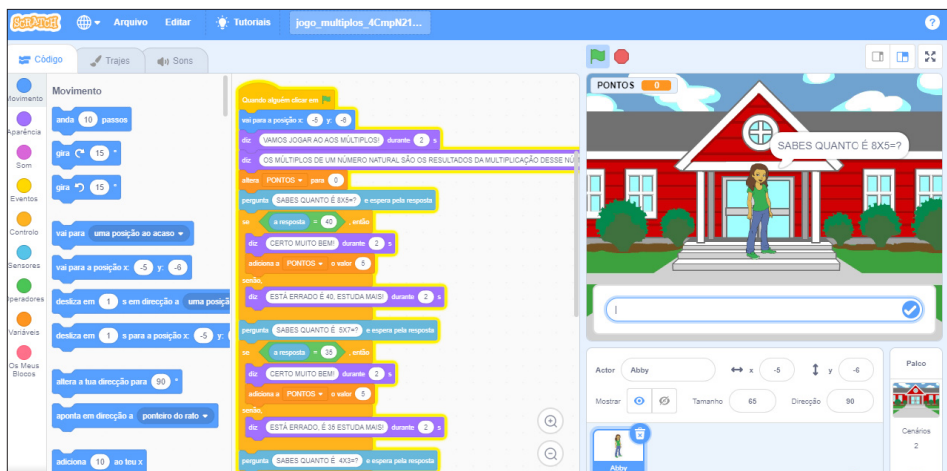 SCRATCH Arquivo Editar Tutoriais jogo_multiplos_4CmpN21...
Código Trajes Sons
Movimento
Aparência
Som
Eventos
Controlo
Sensores
Operadores
Variáveis
Os Meus
Blocos
Movimento
anda 10 passos
gira 15 °
gira 15 °
vai para uma posição ao acaso
vai para a posição x: -5 y: -6
desliza em 1 s em direcção a uma posiçã
desliza em 1 s para a posição x: -5 y:
altera a tua direcção para 90 °
aponta em direcção a ponteiro do rato
adiciona 10 ao teu x
Quando alguém clicar em
vai para a posição x: -5 y: -6
diz VAMOS JOGAR AO AOS MÚLTIPLOS! durante 2 s
diz OS MÚLTIPLOS DE UM NÚMERO NATURAL SÃO OS RESULTADOS DA MULTIPLICAÇÃO DESSE NÚ
altera PONTOS para 0
pergunta SABES QUANTO É 8X5=? e espera pela resposta
se a resposta = 40 , então
diz CERTO MUITO BEM! durante 2 s
adiciona a PONTOS o valor 5
senão,
diz ESTÁ ERRADO É 40, ESTUDA MAIS! durante 2 s
pergunta SABES QUANTO É 5X7=? e espera pela resposta
se a resposta = 35 , então
diz CERTO MUITO BEM! durante 2 s
adiciona a PONTOS o valor 5
senão,
diz ESTÁ ERRADO, É 35 ESTUDA MAIS! durante 2 s
pergunta SABES QUANTO É 4X3=? e espera pela resposta
PONTOS 0
SABES QUANTO É 8X5=?
Actor Abby x -5 y -6
Mostrar Tamanho 65 Direcção 90
Abby
Palco
Cenários
2